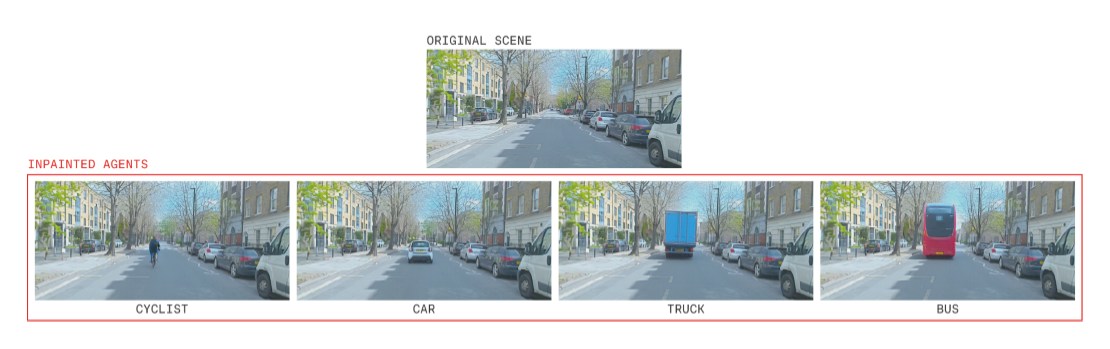 ORIGINAL SCENE
INPAINTED AGENTS
CYCLIST
CAR
TRUCK
BUS